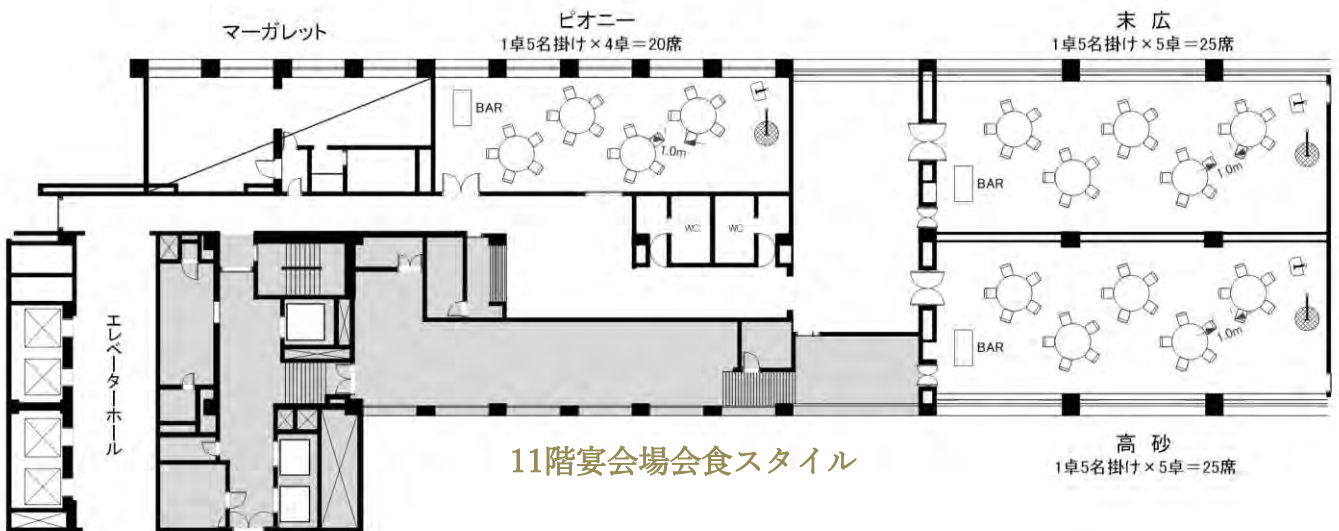 マーガレット
ピオニー
1卓5名掛け×4卓＝20席
末 広
1卓5名掛け×5卓＝25席
BAR
1.0m
BAR
1.0m
WC
WC
エレベーターホール
BAR
1.0m
11階宴会場会食スタイル
高 砂
1卓5名掛け×5卓＝25席